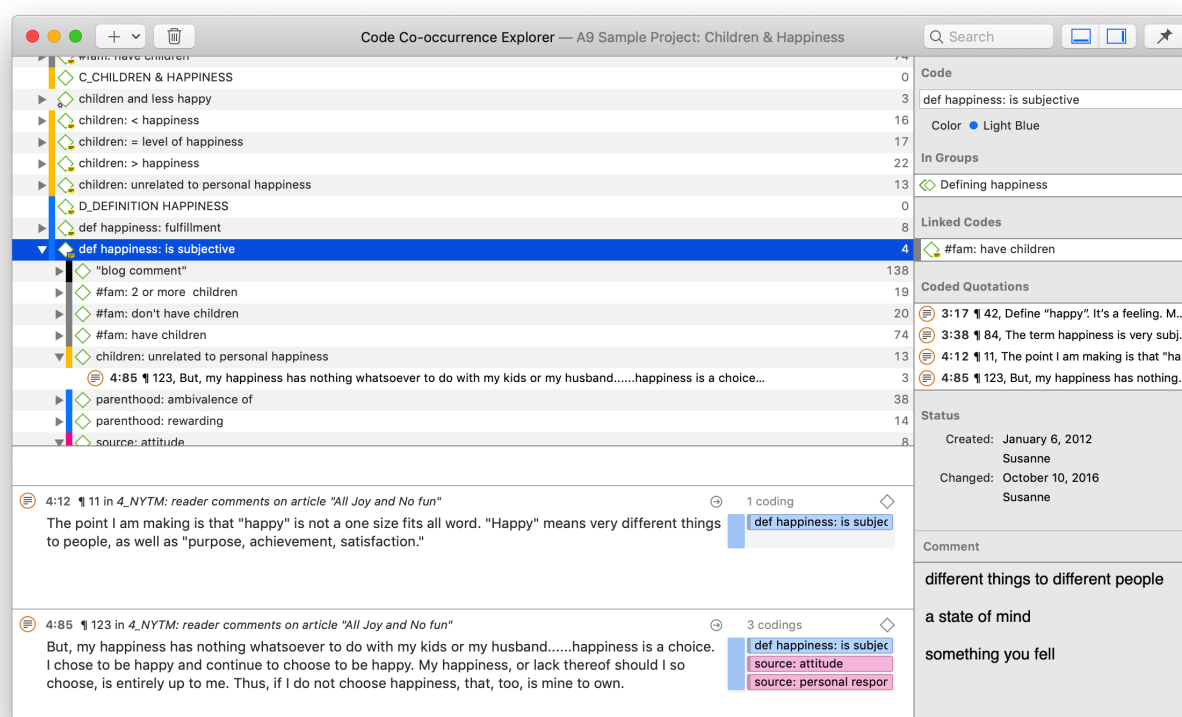 Code Co-occurrence Explorer — A9 Sample Project: Children & Happiness
Search
#fam: have children 74
C_CHILDREN & HAPPINESS 0
children and less happy 3
children: < happiness 16
children: = level of happiness 17
children: > happiness 22
children: unrelated to personal happiness 13
D_DEFINITION HAPPINESS 0
def happiness: fulfillment 8
def happiness: is subjective 4
"blog comment" 138
#fam: 2 or more  children 19
#fam: don't have children 20
#fam: have children 74
children: unrelated to personal happiness 13
4:85 ¶ 123, But, my happiness has nothing whatsoever to do with my kids or my husband......happiness is a choice... 3
parenthood: ambivalence of 38
parenthood: rewarding 14
source: attitude 8
4:12 ¶ 11 in 4_NYTM: reader comments on article "All Joy and No fun"
The point I am making is that "happy" is not a one size fits all word. "Happy" means very different things
to people, as well as "purpose, achievement, satisfaction."
1 coding
def happiness: is subjec
4:85 ¶ 123 in 4_NYTM: reader comments on article "All Joy and No fun"
But, my happiness has nothing whatsoever to do with my kids or my husband......happiness is a choice.
I chose to be happy and continue to choose to be happy. My happiness, or lack thereof should I so
choose, is entirely up to me. Thus, if I do not choose happiness, that, too, is mine to own.
3 codings
def happiness: is subjec
source: attitude
source: personal respor
Code
def happiness: is subjective
Color Light Blue
In Groups
Defining happiness
Linked Codes
#fam: have children
Coded Quotations
3:17 ¶ 42, Define “happy”. It’s a feeling. M..
3:38 ¶ 84, The term happiness is very subj.
4:12 ¶ 11, The point I am making is that "ha
4:85 ¶ 123, But, my happiness has nothing.
Status
Created: January 6, 2012
Susanne
Changed: October 10, 2016
Susanne
Comment
different things to different people
a state of mind
something you fell